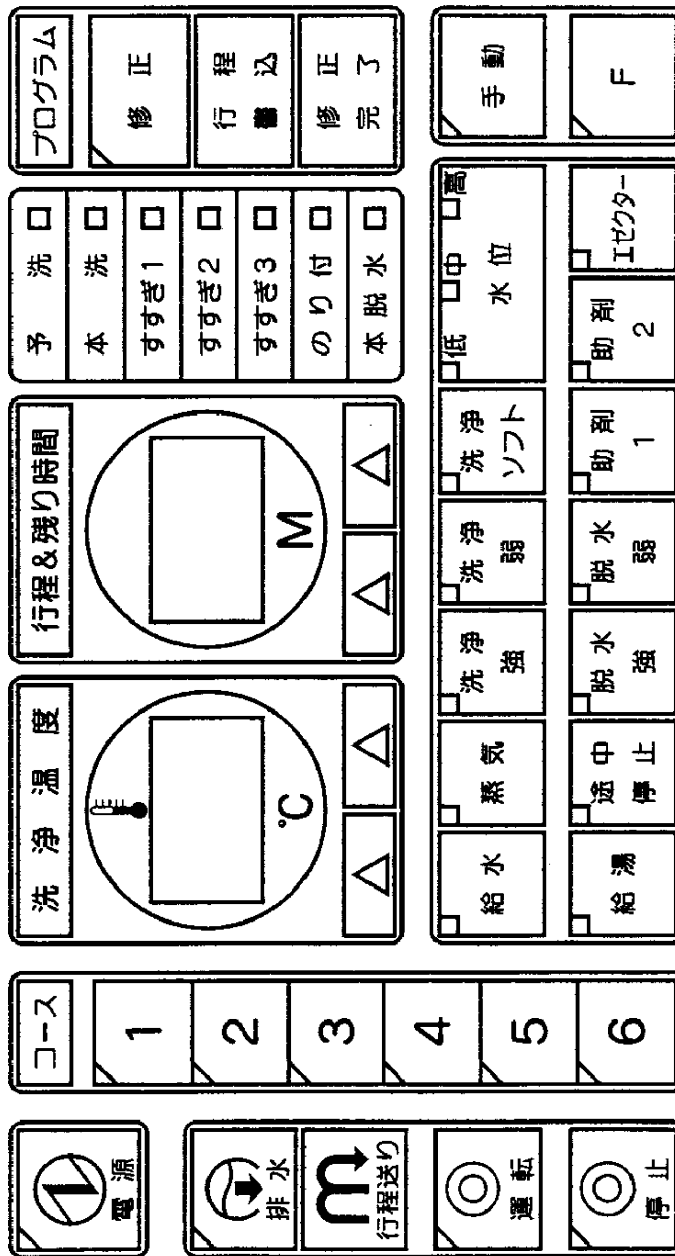 電源
排水
行程送り
運転
停止
コース
1
2
3
4
5
6
洗浄温度
℃
行程&残り時間
M
予洗
本洗
すすぎ1
すすぎ2
すすぎ3
のり付
本脱水
プログラム
修正
行程
書込
修正
完了
給水
蒸気
洗浄
強
洗浄
弱
洗浄
ソフト
低 中 高
水位
手動
給湯
途中
停止
脱水
強
脱水
弱
助剤
1
助剤
2
エゼクター
F